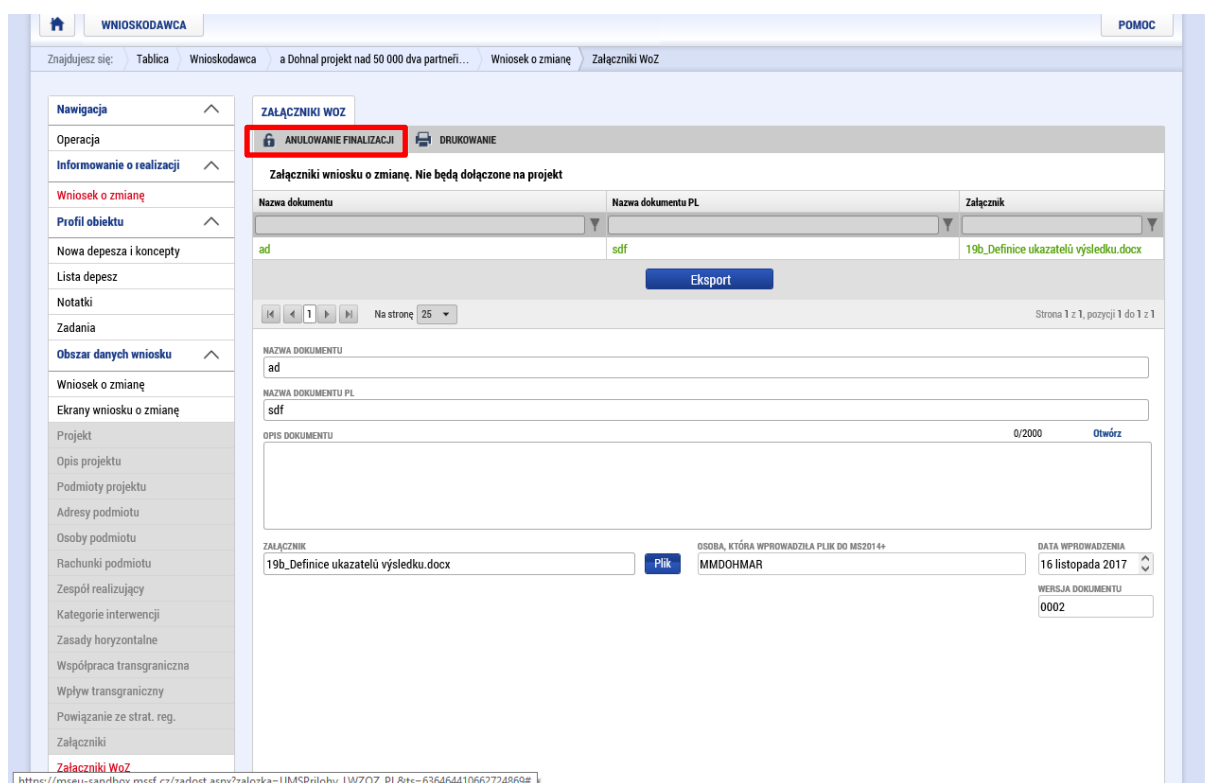 WNIOSKODAWCA
POMOC
Znajdujesz się: Tablica Wnioskodawca a Dohnal projekt nad 50 000 dva partneři... Wniosek o zmianę Załączniki WoZ
Nawigacja
Operacja
Informowanie o realizacji
Wniosek o zmianę
Profil obiektu
Nowa depesza i koncepty
Lista depesz
Notatki
Zadania
Obszar danych wniosku
Wniosek o zmianę
Ekrany wniosku o zmianę
Projekt
Opis projektu
Podmioty projektu
Adresy podmiotu
Osoby podmiotu
Rachunki podmiotu
Zespół realizujący
Kategorie interwencji
Zasady horyzontalne
Współpraca transgraniczna
Wpływ transgraniczny
Powiązanie ze strat. reg.
Załączniki
Załączniki WoZ
ZAŁĄCZNIKI WOZ
ANULOWANIE FINALIZACJI DRUKOWANIE
Załączniki wniosku o zmianę. Nie będą dołączone na projekt
Nazwa dokumentu Nazwa dokumentu PL Załącznik
ad sdf 19b_Definice ukazatelů výsledku.docx
Eksport
1 Na stronę 25 Strona 1 z 1, pozycji 1 do 1 z 1
NAZWA DOKUMENTU
ad
NAZWA DOKUMENTU PL
sdf
OPIS DOKUMENTU 0/2000 Otwórz
ZAŁĄCZNIK OSOBA, KTÓRA WPROWADZIŁA PLIK DO MS2014+ DATA WPROWADZENIA
19b_Definice ukazatelů výsledku.docx Plik MMDOHMAR 16 listopada 2017
WERSJA DOKUMENTU
0002